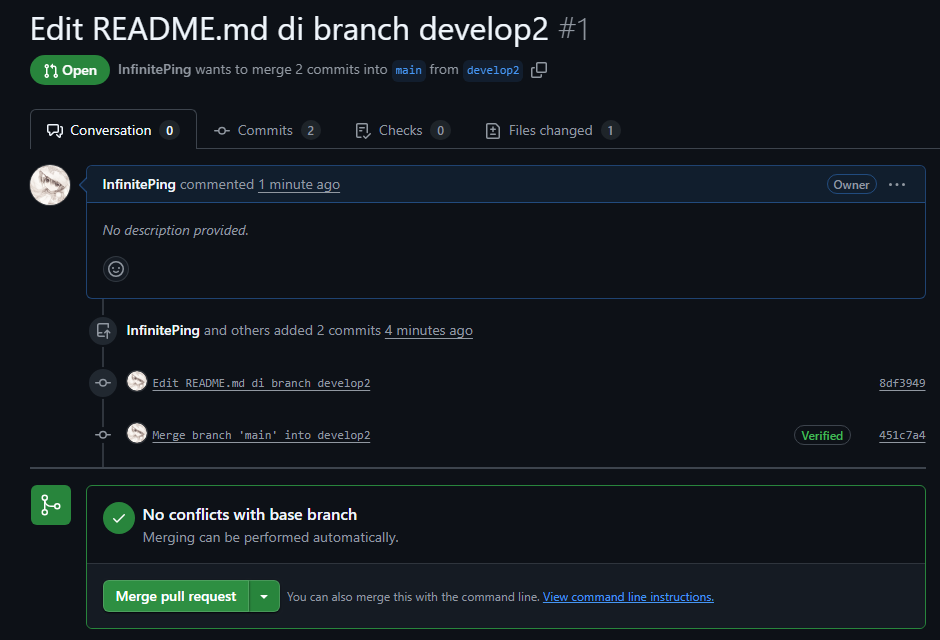 Edit README.md di branch develop2 #1
Open InfinitePing wants to merge 2 commits into main from develop2
Conversation 0 Commits 2 Checks 0 Files changed 1
InfinitePing commented 1 minute ago Owner
No description provided.
InfinitePing and others added 2 commits 4 minutes ago
Edit README.md di branch develop2 8df3949
Merge branch 'main' into develop2 Verified 451c7a4
No conflicts with base branch
Merging can be performed automatically.
Merge pull request You can also merge this with the command line. View command line instructions.